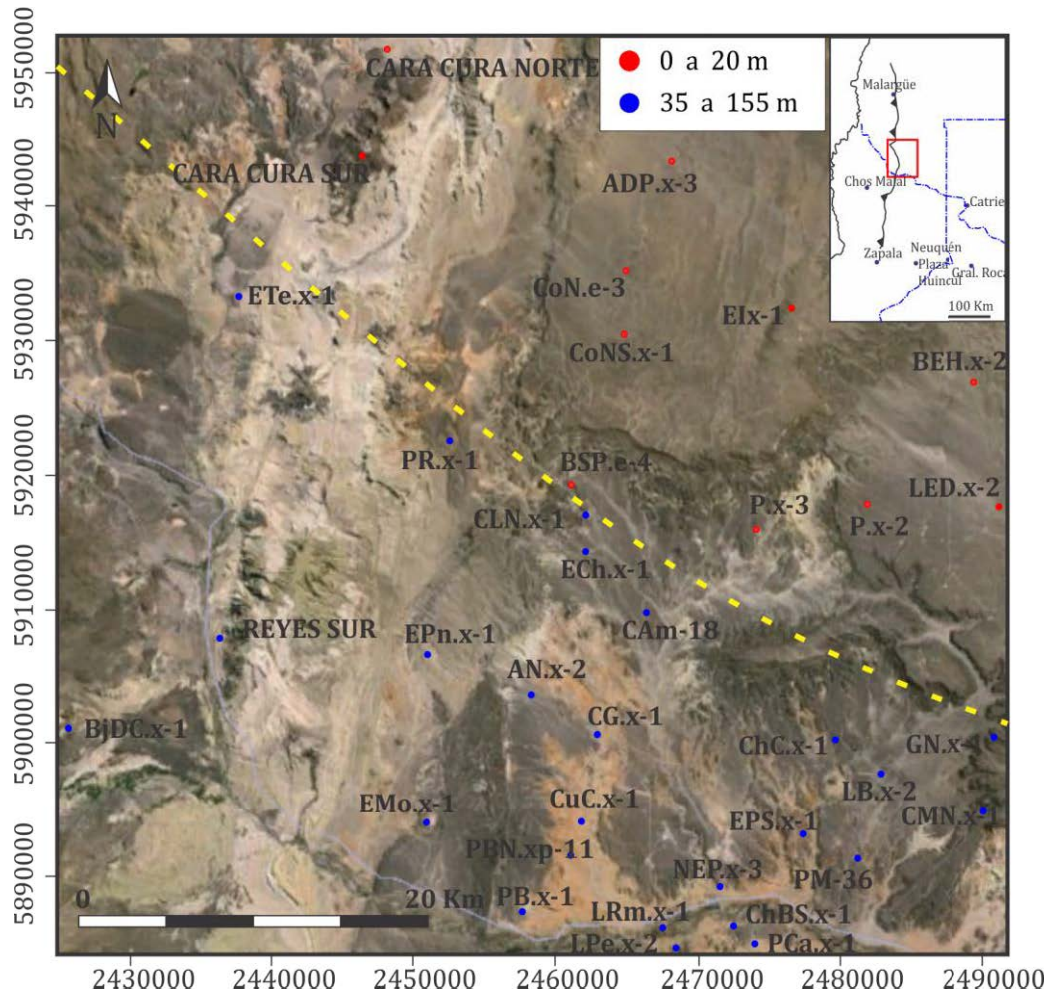 5950000
5940000
5930000
5920000
5910000
5900000
5890000
N
CARA CURA NORTE
CARA CURA SUR
0 a 20 m
35 a 155 m
Malargüe
Chos Malal
Catrie
Zapala
Neuquén
Plaza
Huincul
Gral. Roca
100 Km
ADP.x-3
ETe.x-1
CoN.e-3
EIx-1
CoNS.x-1
BEH.x-2
PR.x-1
BSP.e-4
CLN.x-1
P.x-3
P.x-2
LED.x-2
ECh.x-1
REYES SUR
EPn.x-1
CAm-18
AN.x-2
BjDC.x-1
CG.x-1
ChC.x-1
GN.x-1
EMo.x-1
CuC.x-1
LB.x-2
CMN.x-1
PBN.xp-11
EPS.x-1
NEP.x-3
PM-36
0
20 Km
PB.x-1
LRm.x-1
ChBS.x-1
LPe.x-2
PCa.x-1
2430000
2440000
2450000
2460000
2470000
2480000
2490000